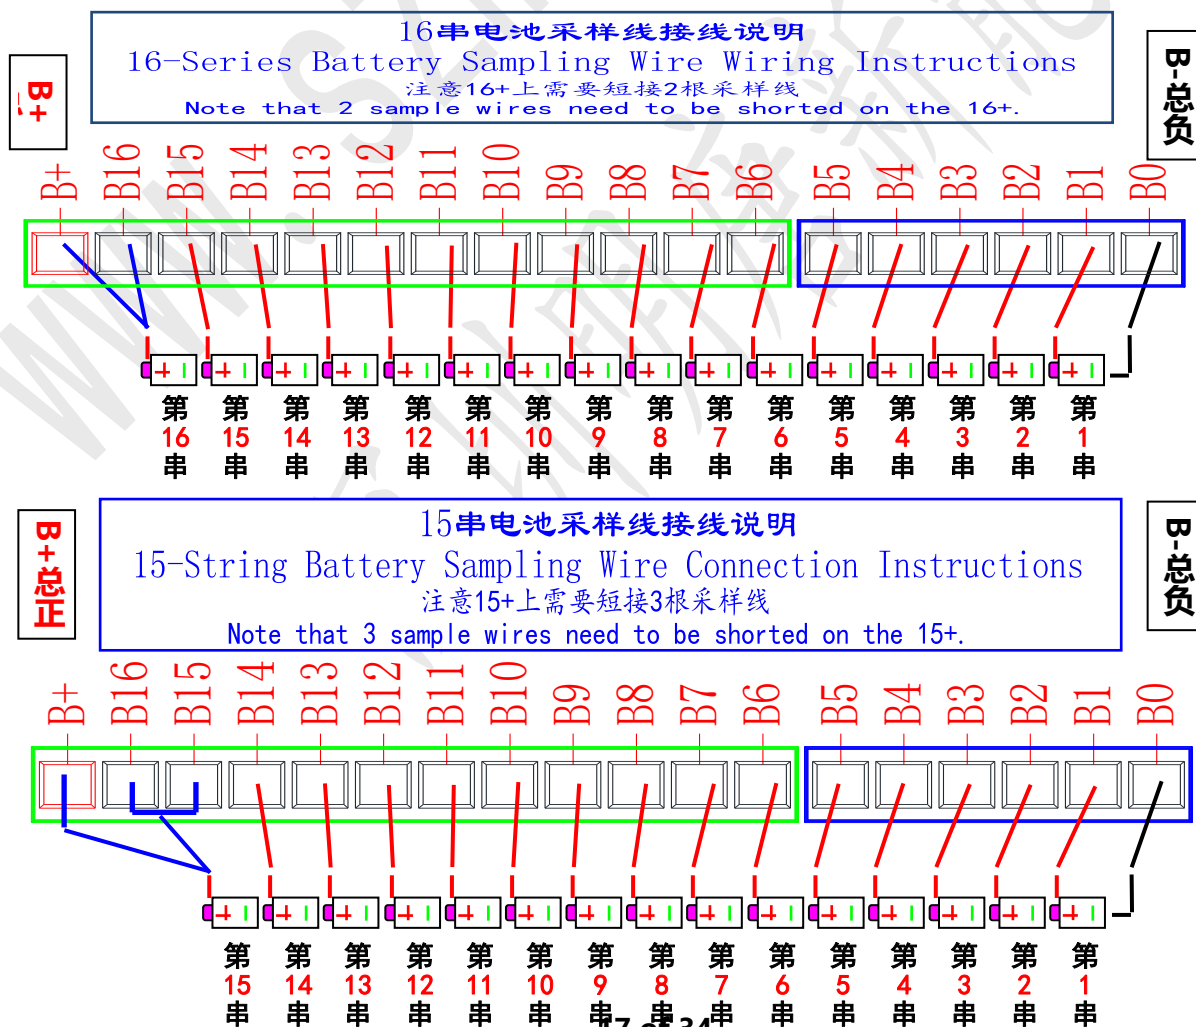 16串电池采样线接线说明
16-Series Battery Sampling Wire Wiring Instructions
注意16+上需要短接2根采样线
Note that 2 sample wires need to be shorted on the 16+.
B+
B-总负
B+ B16 B15 B14 B13 B12 B11 B10 B9 B8 B7 B6 B5 B4 B3 B2 B1 B0
+ − + − + − + − + − + − + − + − + − + − + − + − + − + − + − + −
第 第 第 第 第 第 第 第 第 第 第 第 第 第 第 第
16 15 14 13 12 11 10 9 8 7 6 5 4 3 2 1
串 串 串 串 串 串 串 串 串 串 串 串 串 串 串 串
B+总正
15串电池采样线接线说明
15-String Battery Sampling Wire Connection Instructions
注意15+上需要短接3根采样线
Note that 3 sample wires need to be shorted on the 15+.
B-总负
B+ B16 B15 B14 B13 B12 B11 B10 B9 B8 B7 B6 B5 B4 B3 B2 B1 B0
+ − + − + − + − + − + − + − + − + − + − + − + − + − + − + −
第 第 第 第 第 第 第 第 第 第 第 第 第 第 第
15 14 13 12 11 10 9 8 7 6 5 4 3 2 1
串 串 串 串 串 串 串 串 串 串 串 串 串 串 串
17 of 34